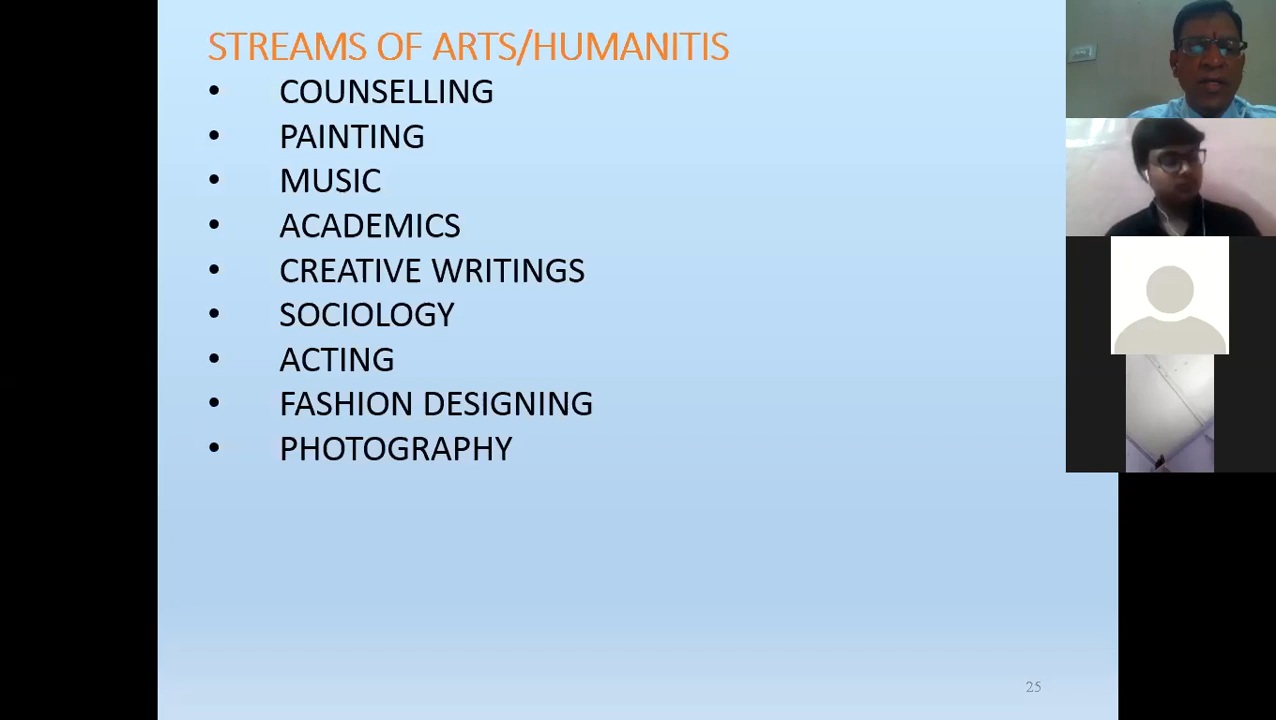 STREAMS OF ARTS/HUMANITIS
• COUNSELLING
• PAINTING
• MUSIC
• ACADEMICS
• CREATIVE WRITINGS
• SOCIOLOGY
• ACTING
• FASHION DESIGNING
• PHOTOGRAPHY
25